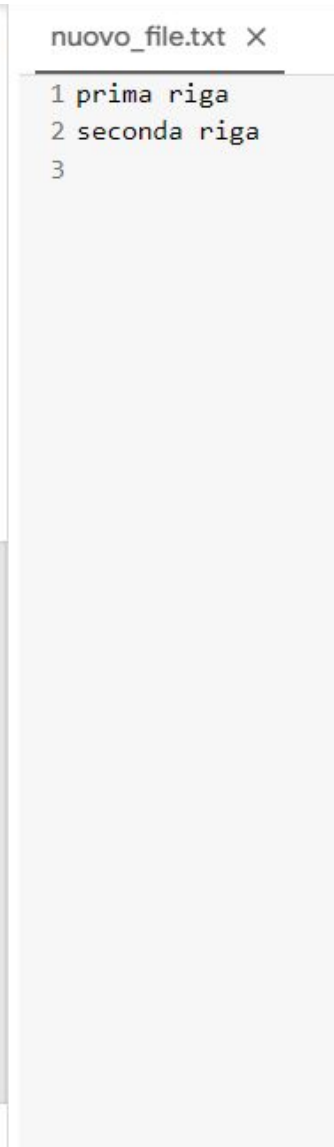 nuovo_file.txt ×
1 prima riga
2 seconda riga
3